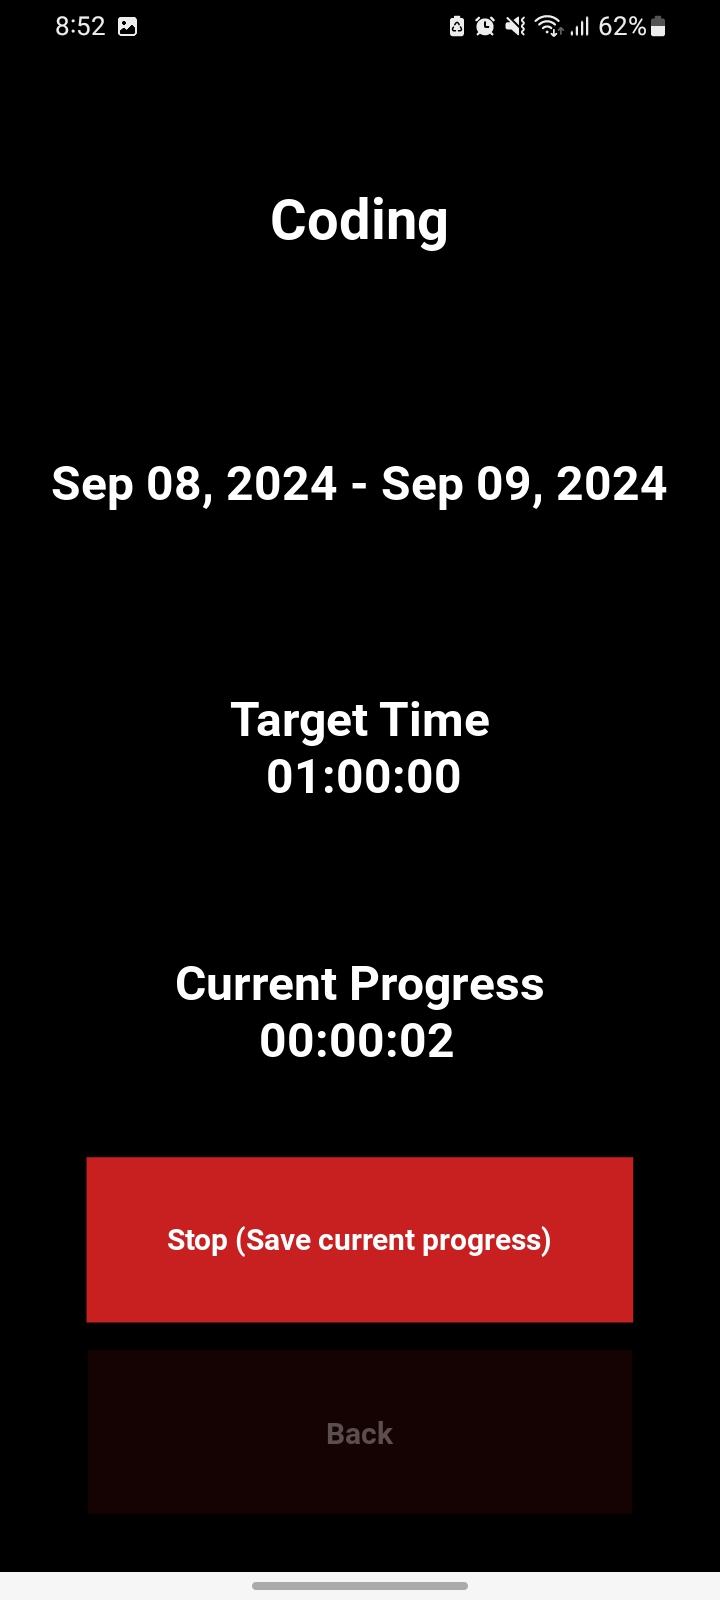 8:52 62%
Coding
Sep 08, 2024 - Sep 09, 2024
Target Time
01:00:00
Current Progress
00:00:02
Stop (Save current progress)
Back